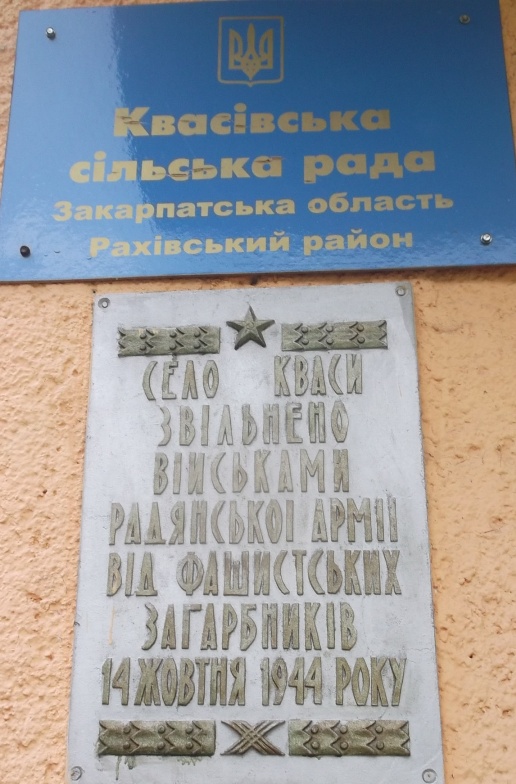 Квасівська
сільська рада
Закарпатська область
Рахівський район
СЕЛО КВАСИ
ЗВІЛЬНЕНО
ВІЙСЬКАМИ
РАДЯНСЬКОЇ АРМІЇ
ВІД ФАШИСТСЬКИХ
ЗАГАРБНИКІВ
14 ЖОВТНЯ 1944 РОКУ